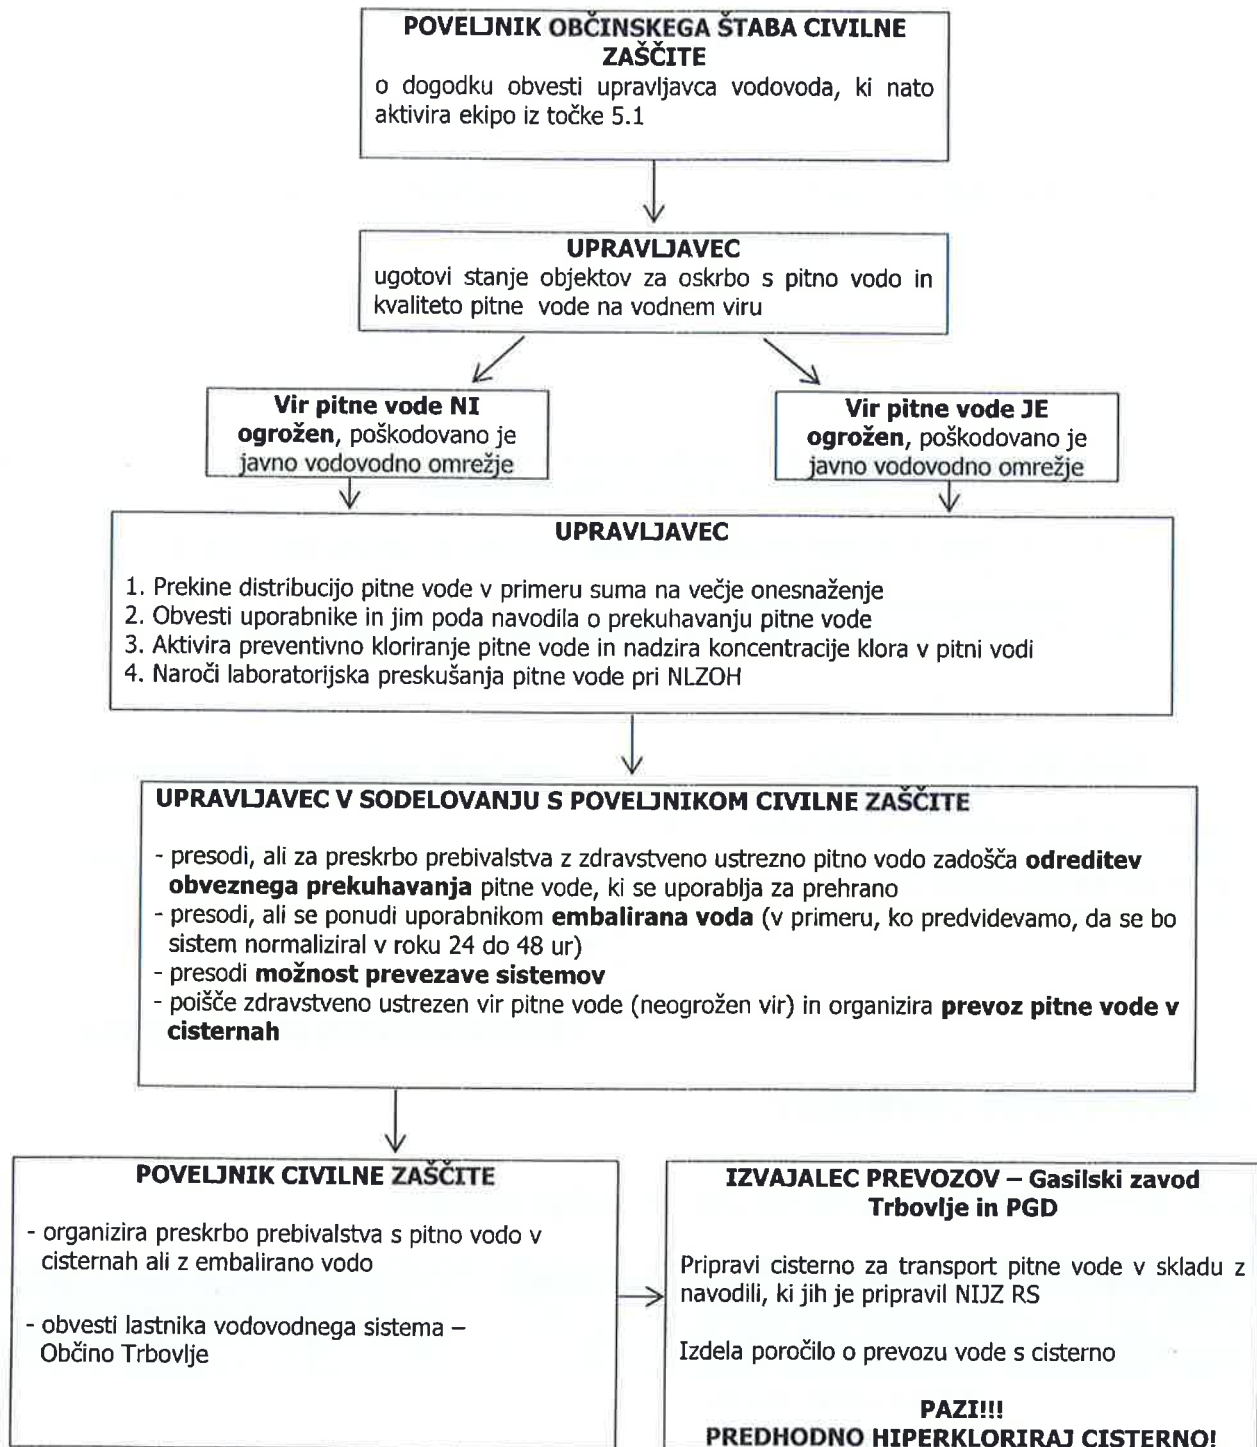 POVELJNIK OBČINSKEGA ŠTABA CIVILNE
ZAŠČITE
o dogodku obvesti upravljavca vodovoda, ki nato
aktivira ekipo iz točke 5.1
UPRAVLJAVEC
ugotovi stanje objektov za oskrbo s pitno vodo in
kvaliteto pitne vode na vodnem viru
Vir pitne vode NI
ogrožen, poškodovano je
javno vodovodno omrežje
Vir pitne vode JE
ogrožen, poškodovano je
javno vodovodno omrežje
UPRAVLJAVEC
1. Prekine distribucijo pitne vode v primeru suma na večje onesnaženje
2. Obvesti uporabnike in jim poda navodila o prekuhavanju pitne vode
3. Aktivira preventivno kloriranje pitne vode in nadzira koncentracije klora v pitni vodi
4. Naroči laboratorijska preskušanja pitne vode pri NLZOH
UPRAVLJAVEC V SODELOVANJU S POVELJNIKOM CIVILNE ZAŠČITE
- presodi, ali za preskrbo prebivalstva z zdravstveno ustrezno pitno vodo zadošča odreditev
obveznega prekuhavanja pitne vode, ki se uporablja za prehrano
- presodi, ali se ponudi uporabnikom embalirana voda (v primeru, ko predvidevamo, da se bo
sistem normaliziral v roku 24 do 48 ur)
- presodi možnost prevezave sistemov
- poišče zdravstveno ustrezen vir pitne vode (neogrožen vir) in organizira prevoz pitne vode v
cisternah
POVELJNIK CIVILNE ZAŠČITE
- organizira preskrbo prebivalstva s pitno vodo v
cisternah ali z embalirano vodo
- obvesti lastnika vodovodnega sistema –
Občino Trbovlje
IZVAJALEC PREVOZOV – Gasilski zavod
Trbovlje in PGD
Pripravi cisterno za transport pitne vode v skladu z
navodili, ki jih je pripravil NIJZ RS
Izdela poročilo o prevozu vode s cisterno
PAZI!!!
PREDHODNO HIPERKLORIRAJ CISTERNO!